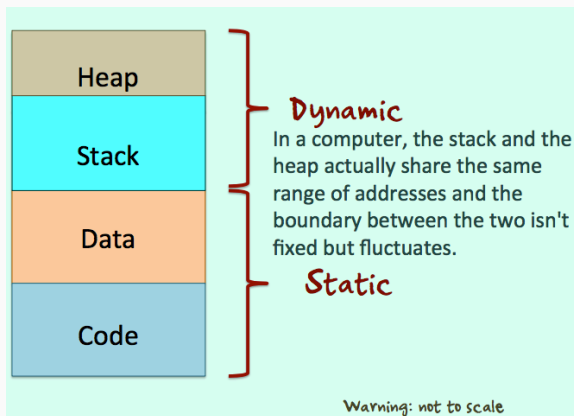 Heap
Stack
Data
Code
Dynamic
In a computer, the stack and the
heap actually share the same
range of addresses and the
boundary between the two isn't
fixed but fluctuates.
Static
Warning: not to scale